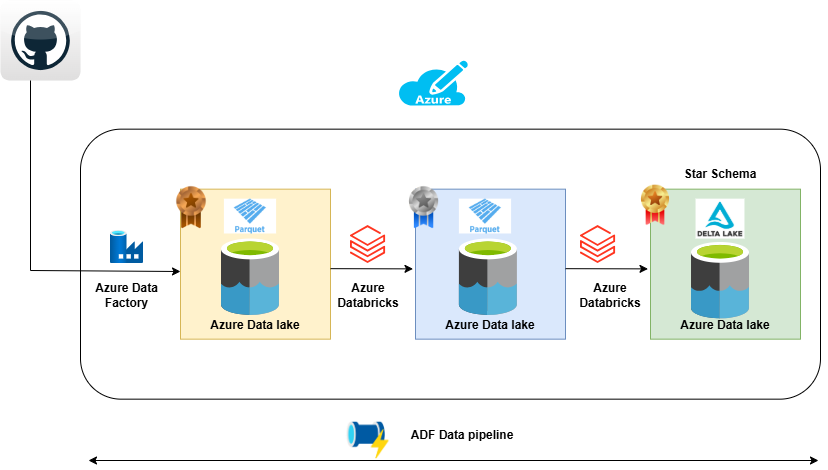 Azure
Star Schema
Parquet
Parquet
DELTA LAKE
Azure Data
Factory
Azure Data lake
Azure
Databricks
Azure Data lake
Azure
Databricks
Azure Data lake
ADF Data pipeline